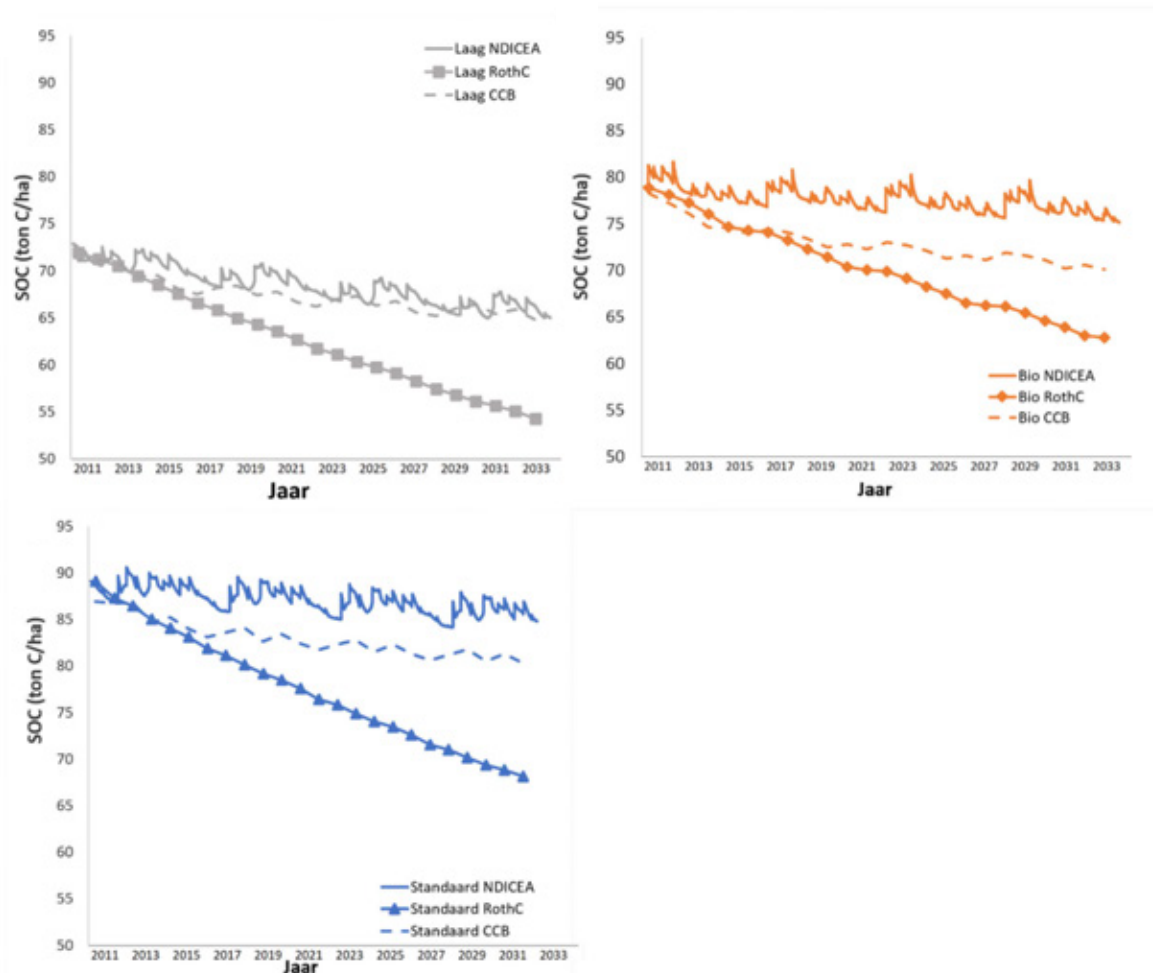 95
90
85
80
75
70
65
60
55
50
SOC (ton C/ha)
Laag NDICEA
Laag RothC
Laag CCB
2011 2013 2015 2017 2019 2021 2023 2025 2027 2029 2031 2033
Jaar
95
90
85
80
75
70
65
60
55
50
SOC (ton C/ha)
Bio NDICEA
Bio RothC
Bio CCB
2011 2013 2015 2017 2019 2021 2023 2025 2027 2029 2031 2033
Jaar
95
90
85
80
75
70
65
60
55
50
SOC (ton C/ha)
Standaard NDICEA
Standaard RothC
Standaard CCB
2011 2013 2015 2017 2019 2021 2023 2025 2027 2029 2031 2033
Jaar